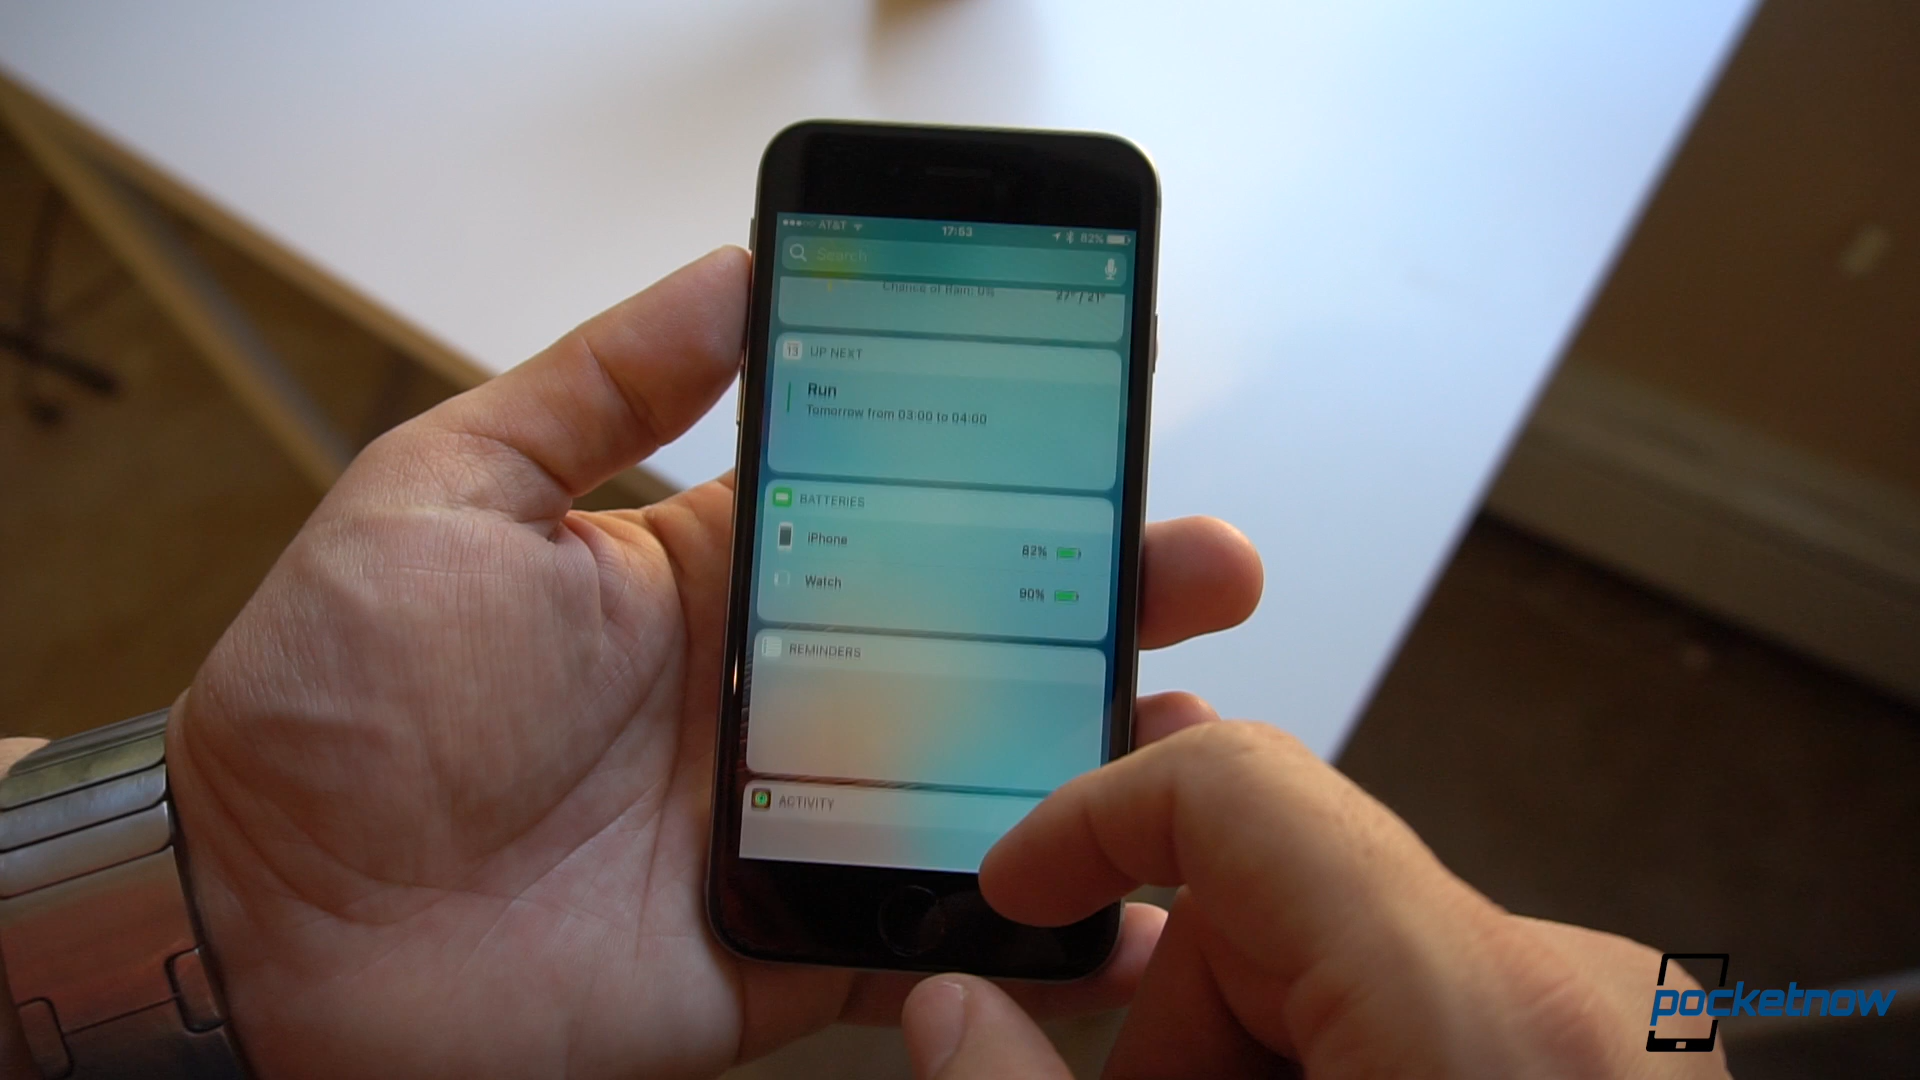 AT&T 17:53 82%
Search
Chance of Rain: 0% 27° / 21°
13 UP NEXT
Run
Tomorrow from 03:00 to 04:00
BATTERIES
iPhone 82%
Watch 90%
REMINDERS
ACTIVITY
pocketnow